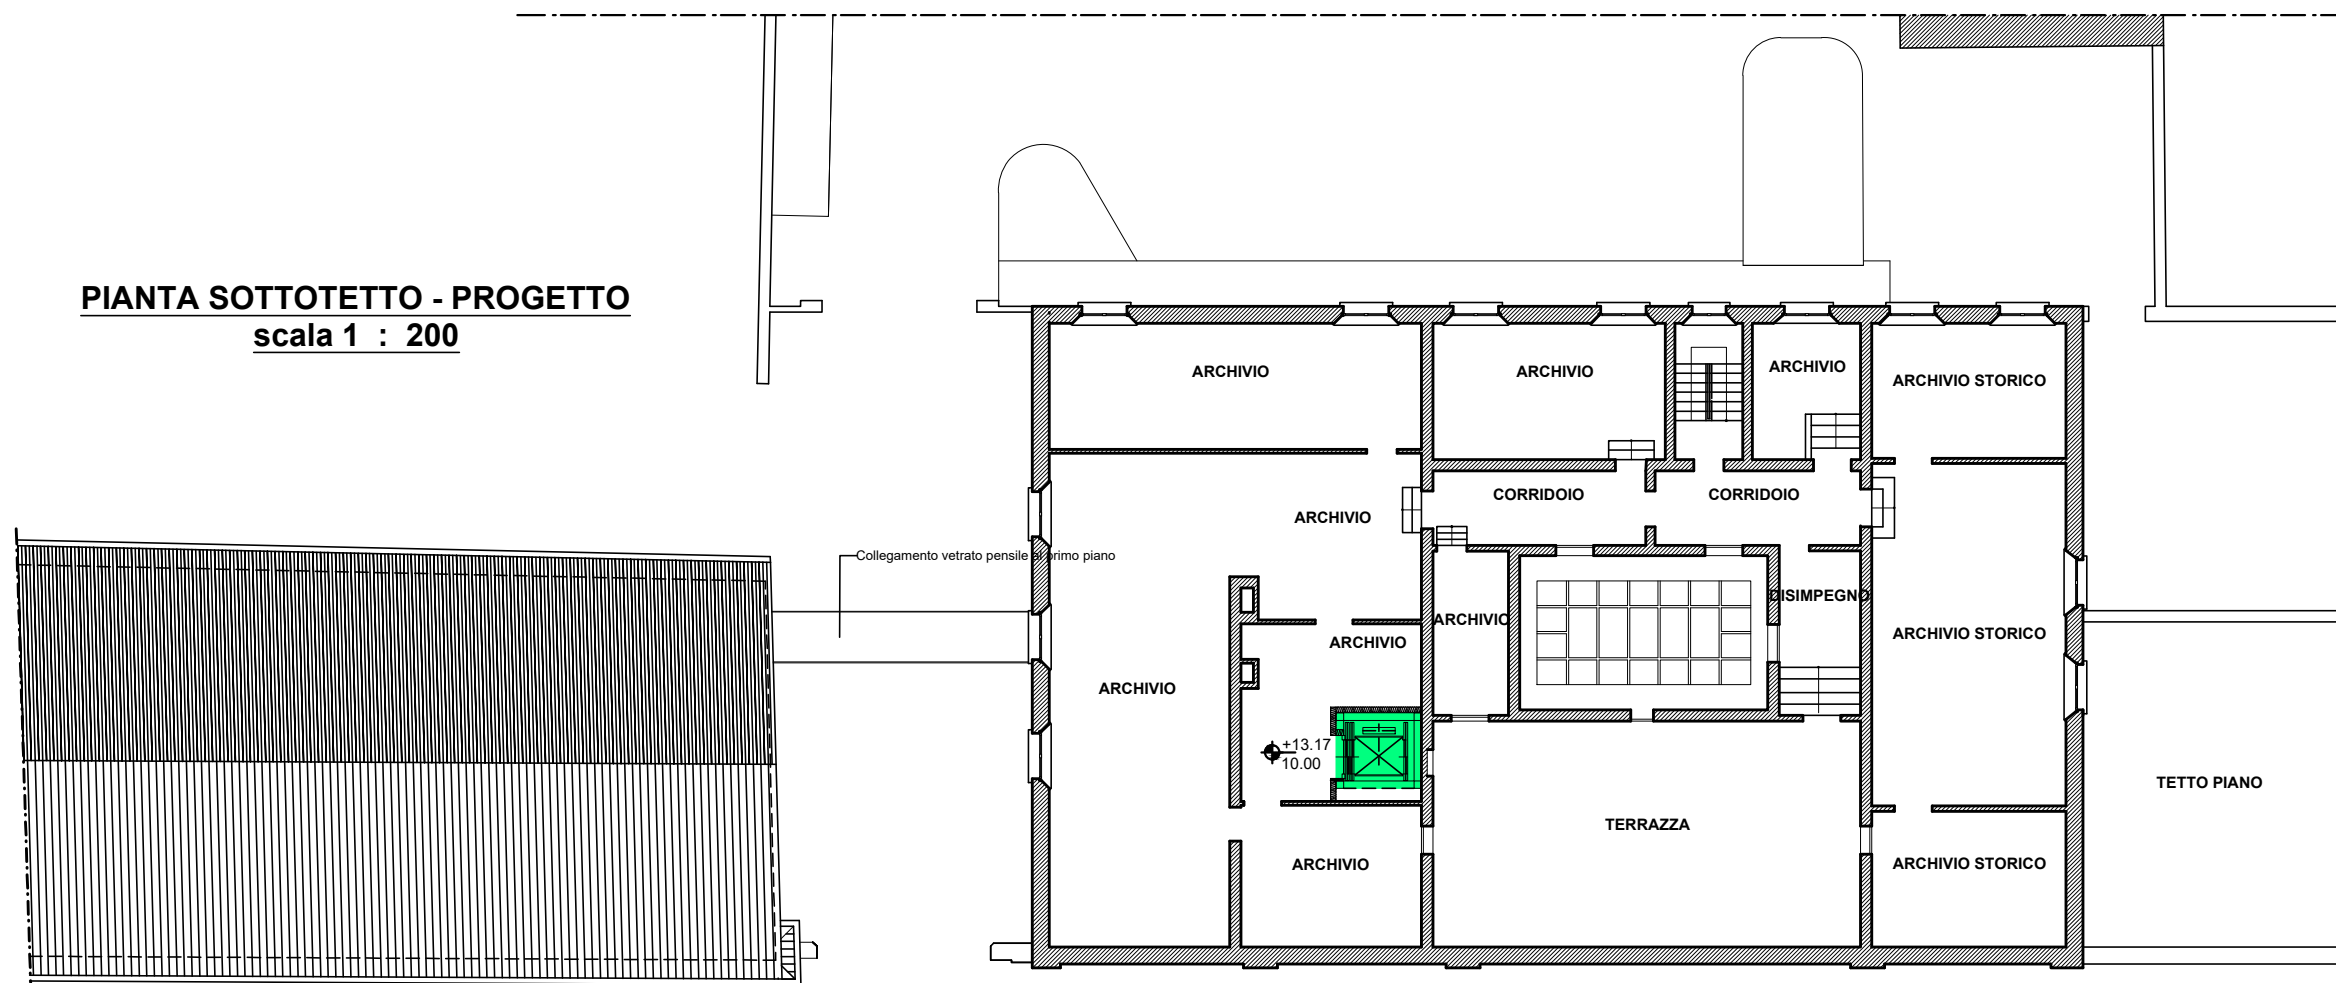 PIANTA SOTTOTETTO - PROGETTO
scala 1 : 200
ARCHIVIO
ARCHIVIO
ARCHIVIO
ARCHIVIO STORICO
CORRIDOIO
CORRIDOIO
ARCHIVIO
Collegamento vetrato pensile al primo piano
DISIMPEGNO
ARCHIVIO
ARCHIVIO STORICO
ARCHIVIO
ARCHIVIO
+13.17
10.00
TETTO PIANO
TERRAZZA
ARCHIVIO
ARCHIVIO STORICO